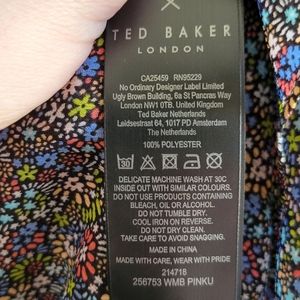 TED BAKER
LONDON
CA25459 RN95229
No Ordinary Designer Label Limited
Ugly Brown Building, 6a St Pancras Way
London NW1 0TB. United Kingdom
Ted Baker Netherlands
Leidsestraat 64, 1017 PD Amsterdam
The Netherlands
100% POLYESTER
30
DELICATE MACHINE WASH AT 30C
INSIDE OUT WITH SIMILAR COLOURS.
DO NOT USE PRODUCTS CONTAINING
BLEACH, OIL OR ALCOHOL.
DO NOT TUMBLE DRY.
COOL IRON ON REVERSE.
DO NOT DRY CLEAN.
TAKE CARE TO AVOID SNAGGING.
MADE IN CHINA
MADE WITH CARE, WEAR WITH PRIDE
214718
256753 WMB PINKU